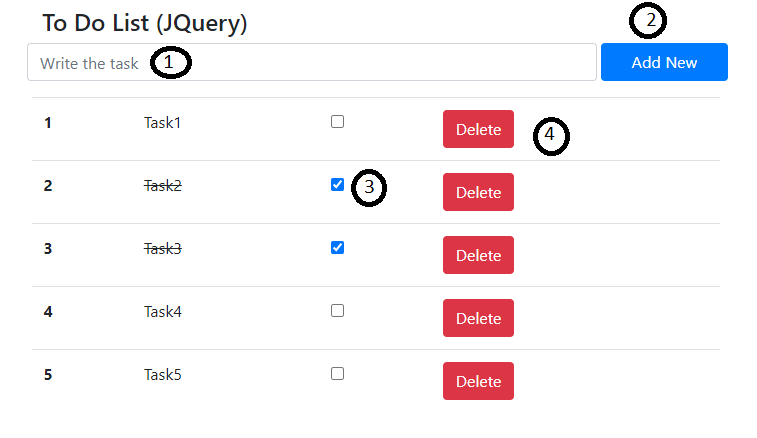 To Do List (JQuery)
2
Write the task 1 Add New
1 Task1 Delete 4
2 Task2 3 Delete
3 Task3 Delete
4 Task4 Delete
5 Task5 Delete